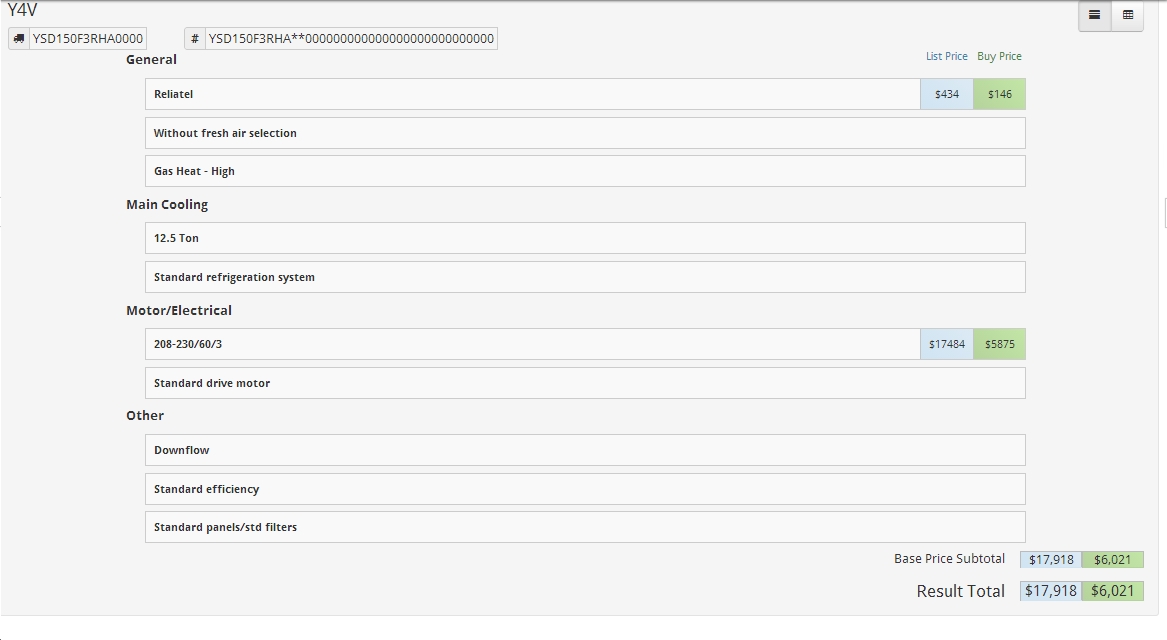 Y4V
YSD150F3RHA0000 # YSD150F3RHA**00000000000000000000000000
General List Price Buy Price
Reliatel $434 $146
Without fresh air selection
Gas Heat - High
Main Cooling
12.5 Ton
Standard refrigeration system
Motor/Electrical
208-230/60/3 $17484 $5875
Standard drive motor
Other
Downflow
Standard efficiency
Standard panels/std filters
Base Price Subtotal $17,918 $6,021
Result Total $17,918 $6,021